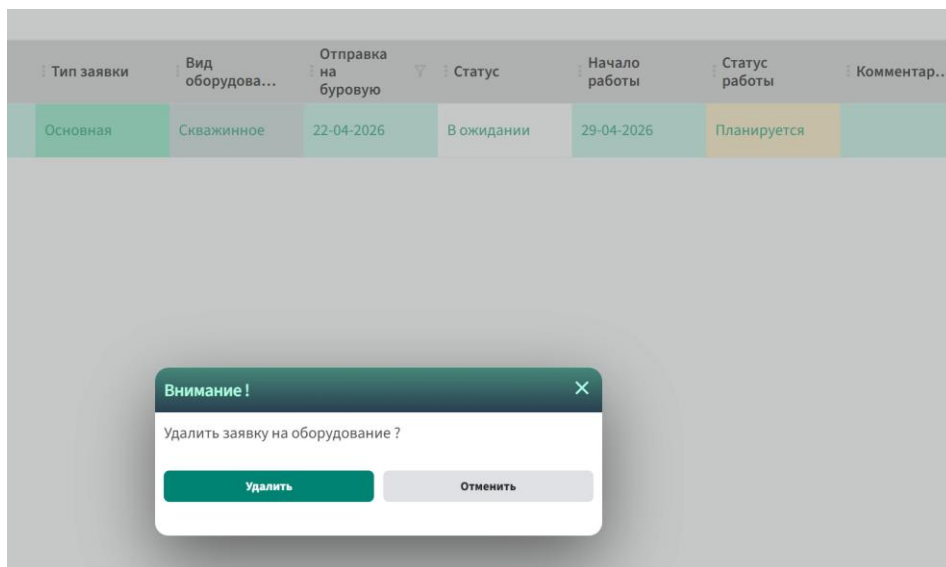 Тип заявки
Вид
оборудова...
Отправка
на
буровую
Статус
Начало
работы
Статус
работы
Комментар..
Основная
Скважинное
22-04-2026
В ожидании
29-04-2026
Планируется
Внимание !
Удалить заявку на оборудование ?
Удалить
Отменить